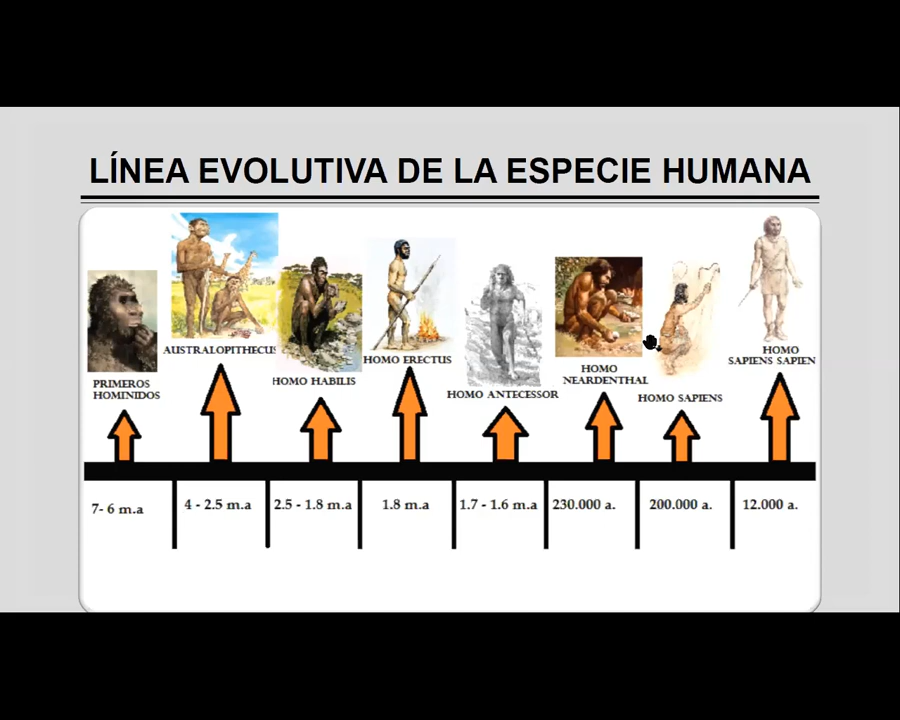 LÍNEA EVOLUTIVA DE LA ESPECIE HUMANA
PRIMEROS
HOMINIDOS
AUSTRALOPITHECUS
HOMO HABILIS
HOMO ERECTUS
HOMO ANTECESSOR
HOMO
NEARDENTHAL
HOMO SAPIENS
HOMO
SAPIENS SAPIEN
7- 6 m.a
4 - 2.5 m.a
2.5 - 1.8 m.a
1.8 m.a
1.7 - 1.6 m.a
230.000 a.
200.000 a.
12.000 a.